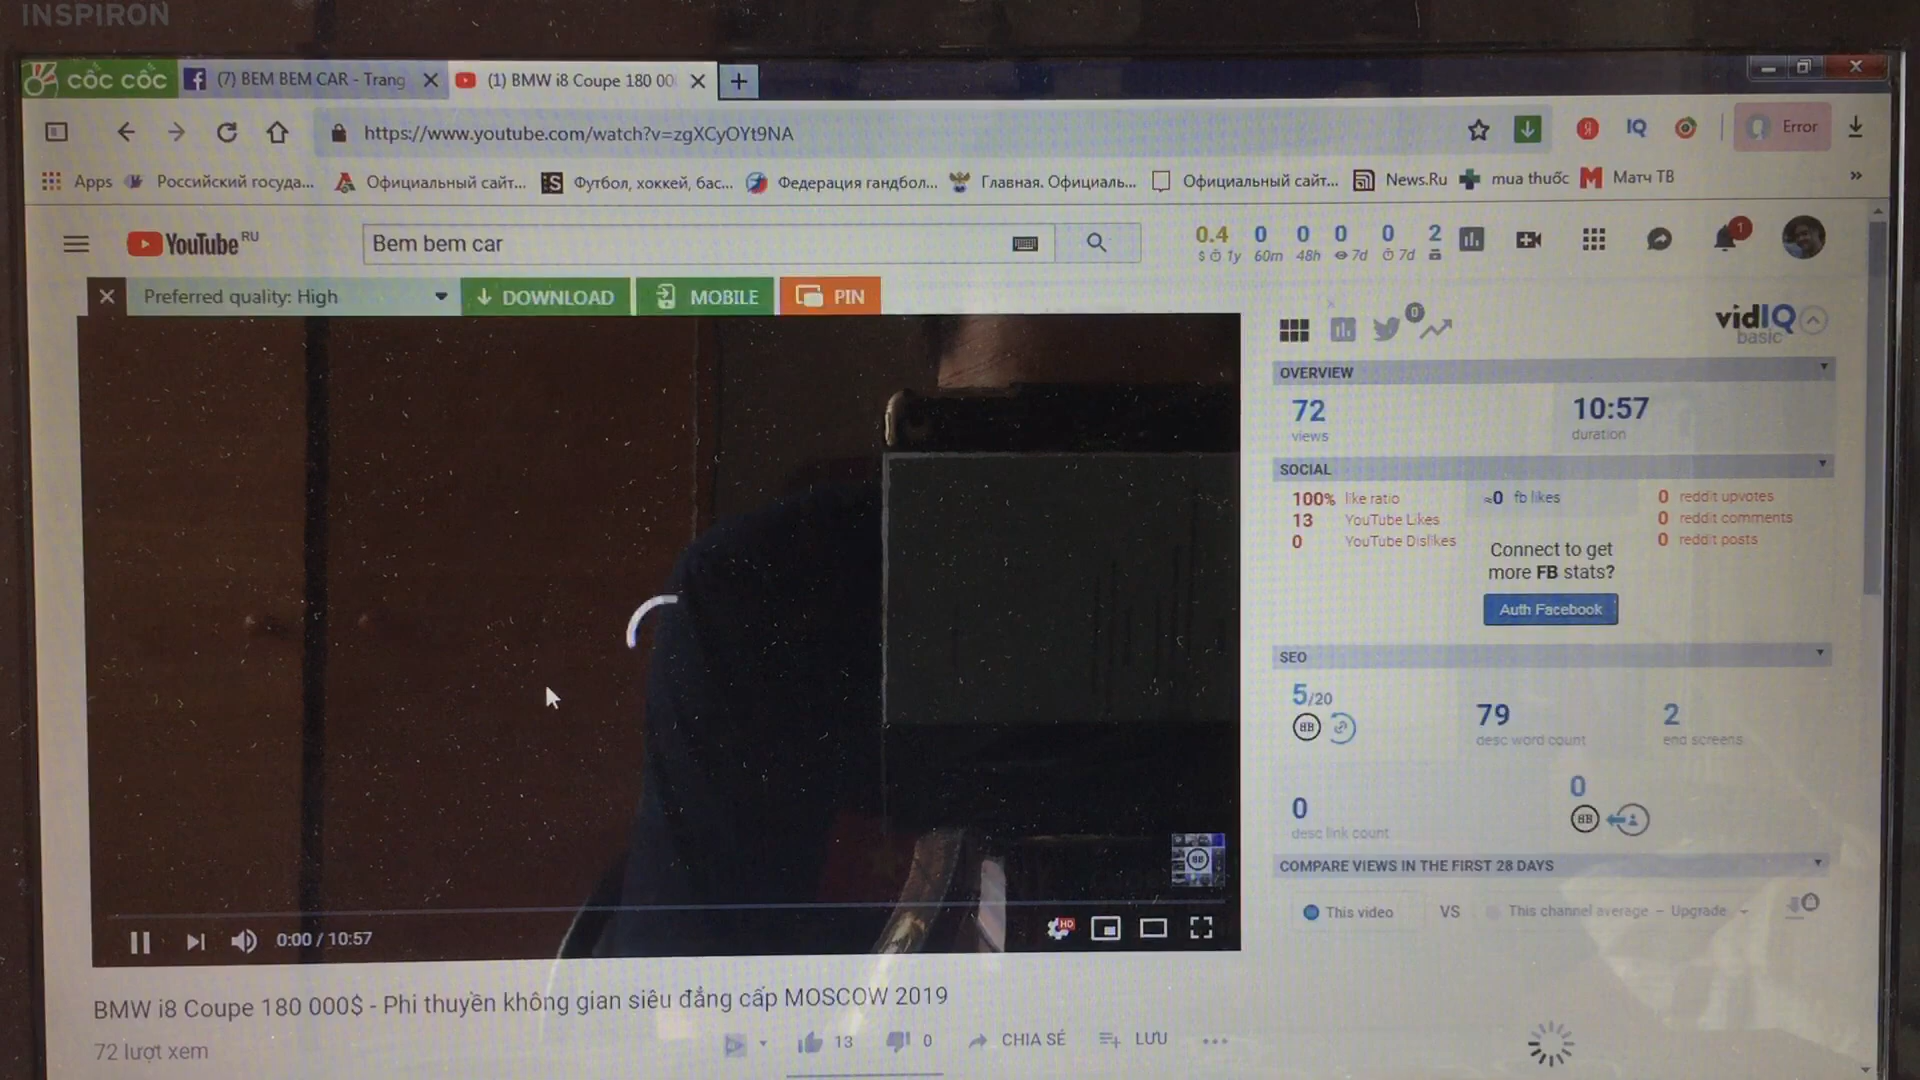 INSPIRON
cốc cốc (7) BEM BEM CAR - Trang (1) BMW i8 Coupe 180 00
https://www.youtube.com/watch?v=zgXCyOYt9NA IQ Error
Apps Российский госуда... Официальный сайт... Футбол, хоккей, бас... Федерация гандбол... Главная. Официаль... Официальный сайт... News.Ru mua thuốc Матч ТВ »
YouTube RU Bem bem car 0.4 0 0 0 0 2 1
$ 1y 60m 48h 7d 7d
Preferred quality: High DOWNLOAD MOBILE PIN
0 vidIQ
basic
OVERVIEW
72 10:57
views duration
SOCIAL
100% like ratio ≈0 fb likes 0 reddit upvotes
13 YouTube Likes 0 reddit comments
0 YouTube Dislikes 0 reddit posts
Connect to get
more FB stats?
Auth Facebook
SEO
5/20 79 2
desc word count end screens
0 0
desc link count
COMPARE VIEWS IN THE FIRST 28 DAYS
This video VS This channel average – Upgrade
0:00 / 10:57 HD
BMW i8 Coupe 180 000$ - Phi thuyền không gian siêu đẳng cấp MOSCOW 2019
72 lượt xem 13 0 CHIA SẺ LƯU